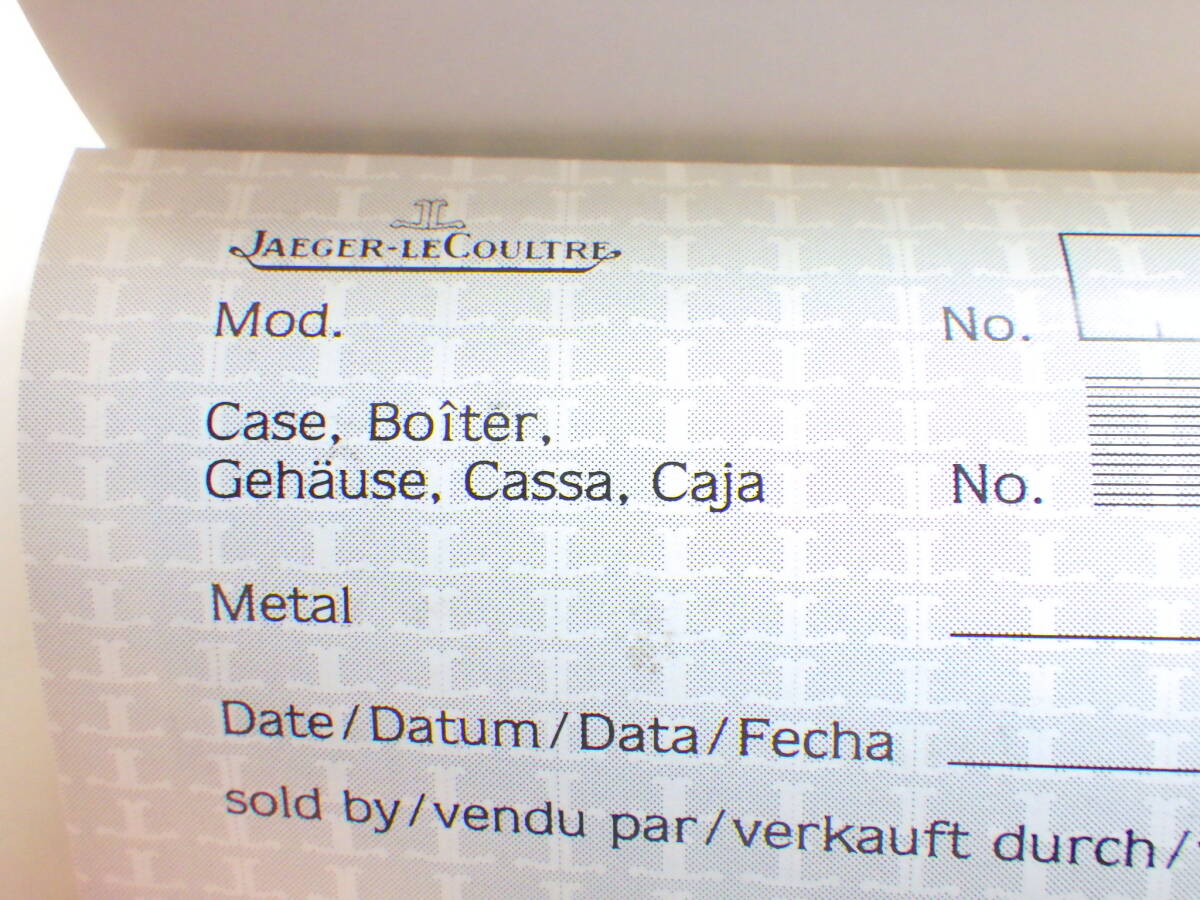 JAEGER-LECOULTRE
Mod. No.
Case, Boîter,
Gehäuse, Cassa, Caja No.
Metal
Date/Datum/Data/Fecha
sold by/vendu par/verkauft durch/